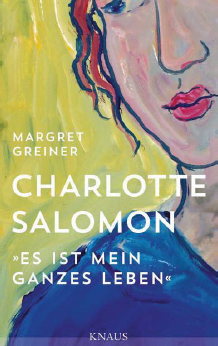 MARGRET
GREINER
CHARLOTTE
SALOMON
»ES IST MEIN
GANZES LEBEN«
KNAUS